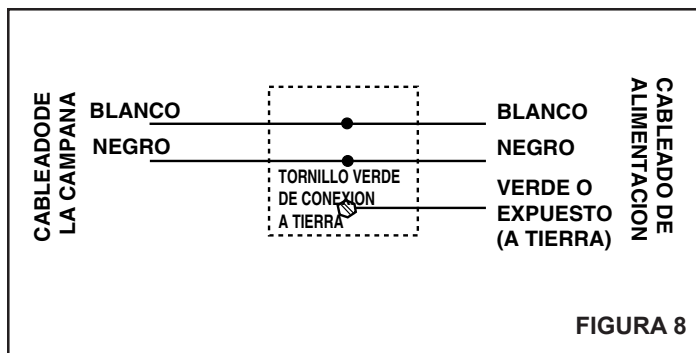 CABLEADODE
LA CAMPANA
BLANCO
NEGRO
TORNILLO VERDE
DE CONEXION
A TIERRA
BLANCO
NEGRO
VERDE O
EXPUESTO
(A TIERRA)
CABLEADO DE
ALIMENTACION
FIGURA 8